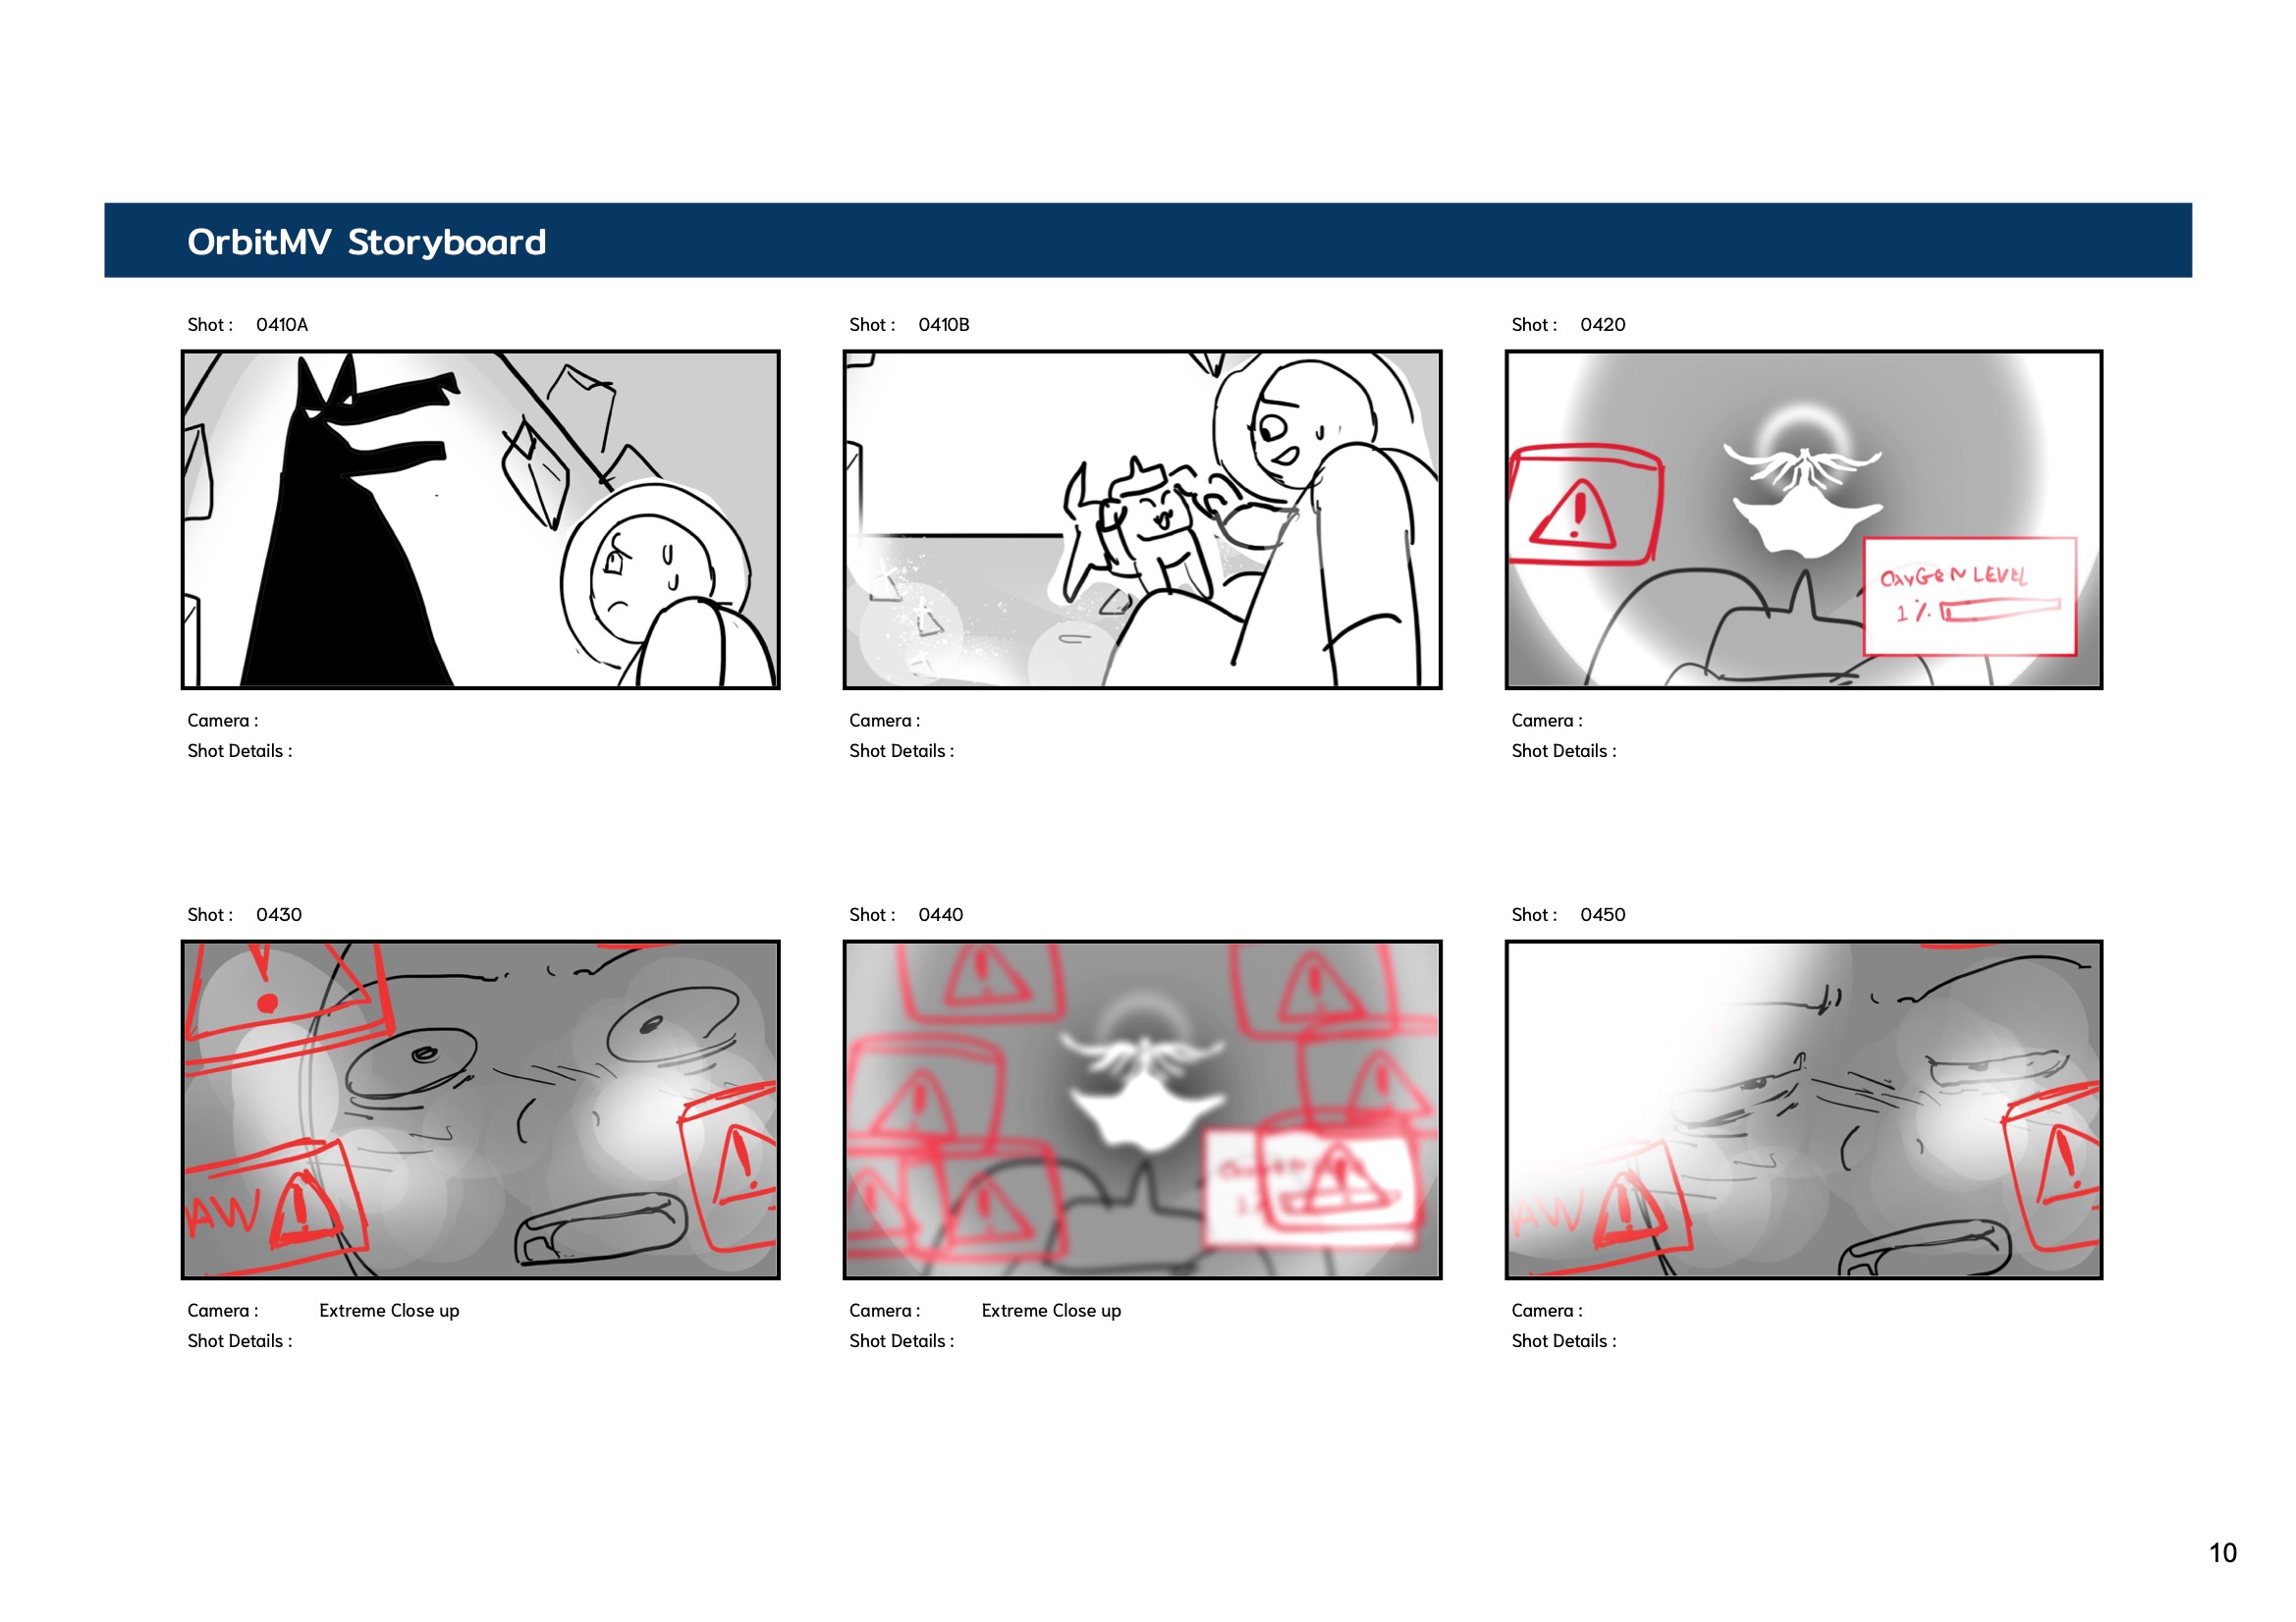 OrbitMV Storyboard
Shot : 0410A
Shot : 0410B
Shot : 0420
!
OxyGeN LEVEL
1%
Camera :
Shot Details :
Camera :
Shot Details :
Camera :
Shot Details :
Shot : 0430
Shot : 0440
Shot : 0450
!
!
AW !
!
!
!
!
!
!
!
AW !
!
Camera : Extreme Close up
Shot Details :
Camera : Extreme Close up
Shot Details :
Camera :
Shot Details :
10